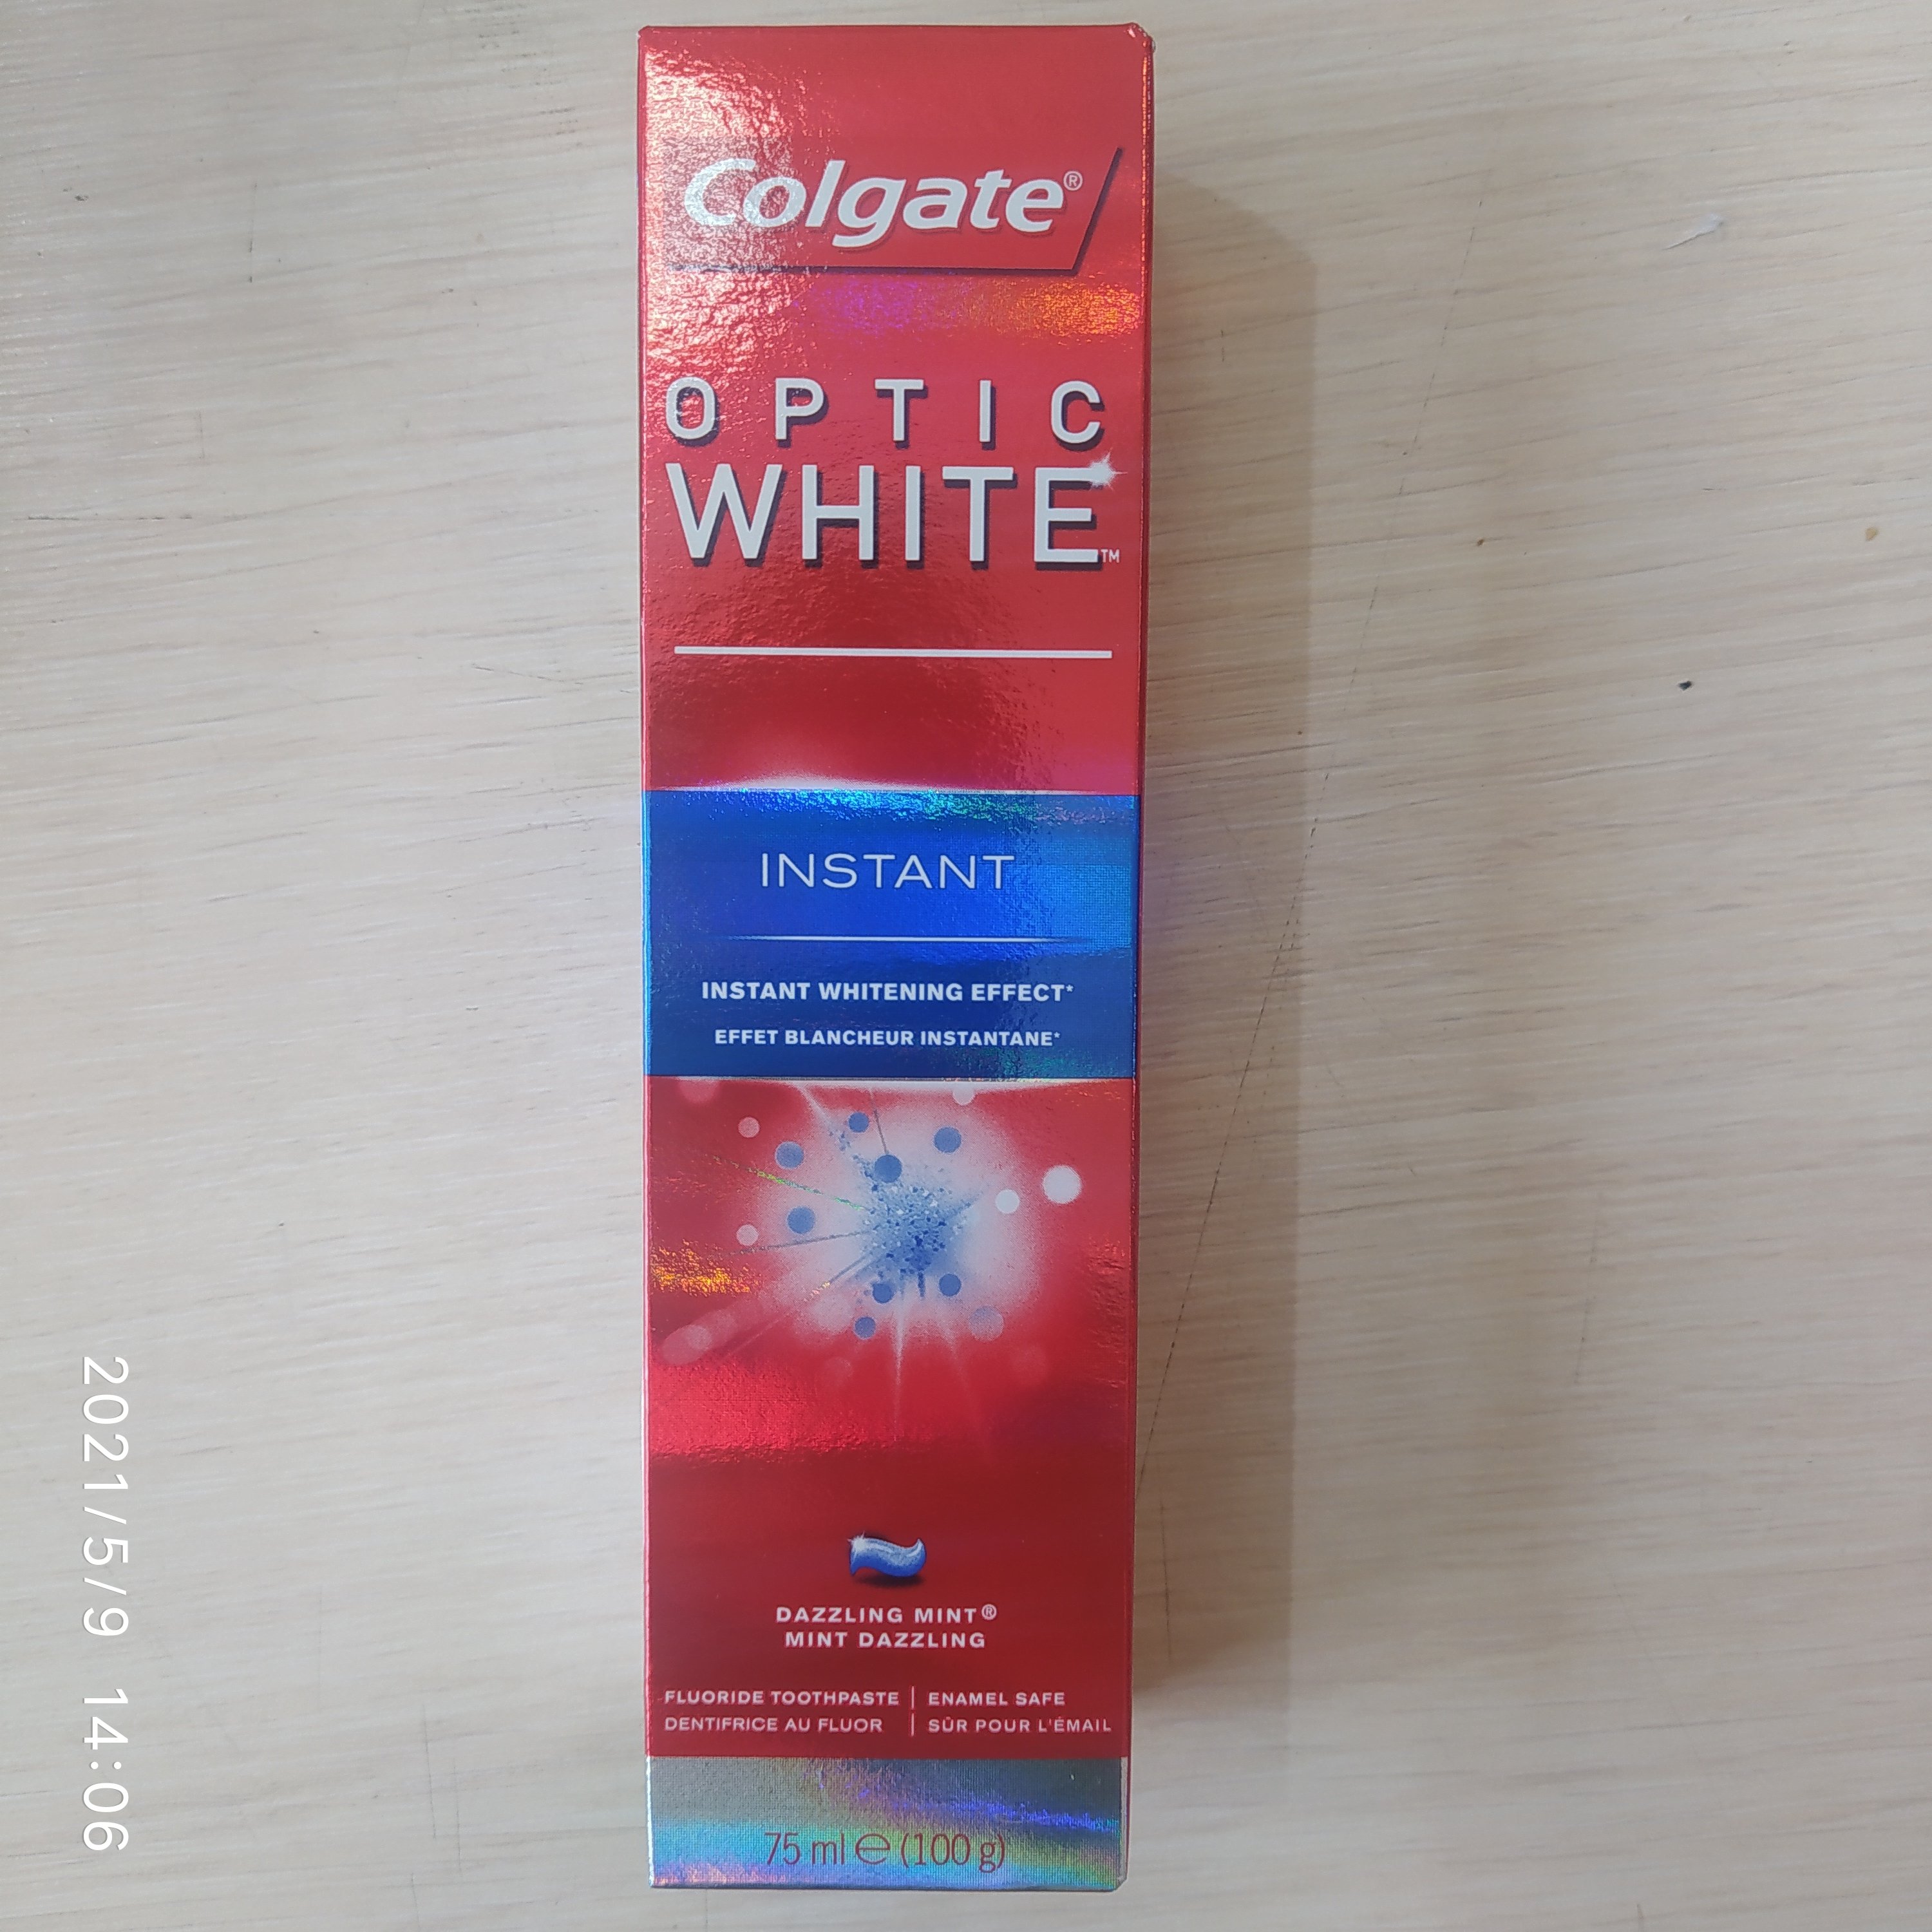 Colgate®
OPTIC
WHITE™
INSTANT
INSTANT WHITENING EFFECT*
EFFET BLANCHEUR INSTANTANE*
DAZZLING MINT®
MINT DAZZLING
FLUORIDE TOOTHPASTE | ENAMEL SAFE
DENTIFRICE AU FLUOR | SÛR POUR L'ÉMAIL
75 ml ℮ (100 g)
2021/5/9 14:06